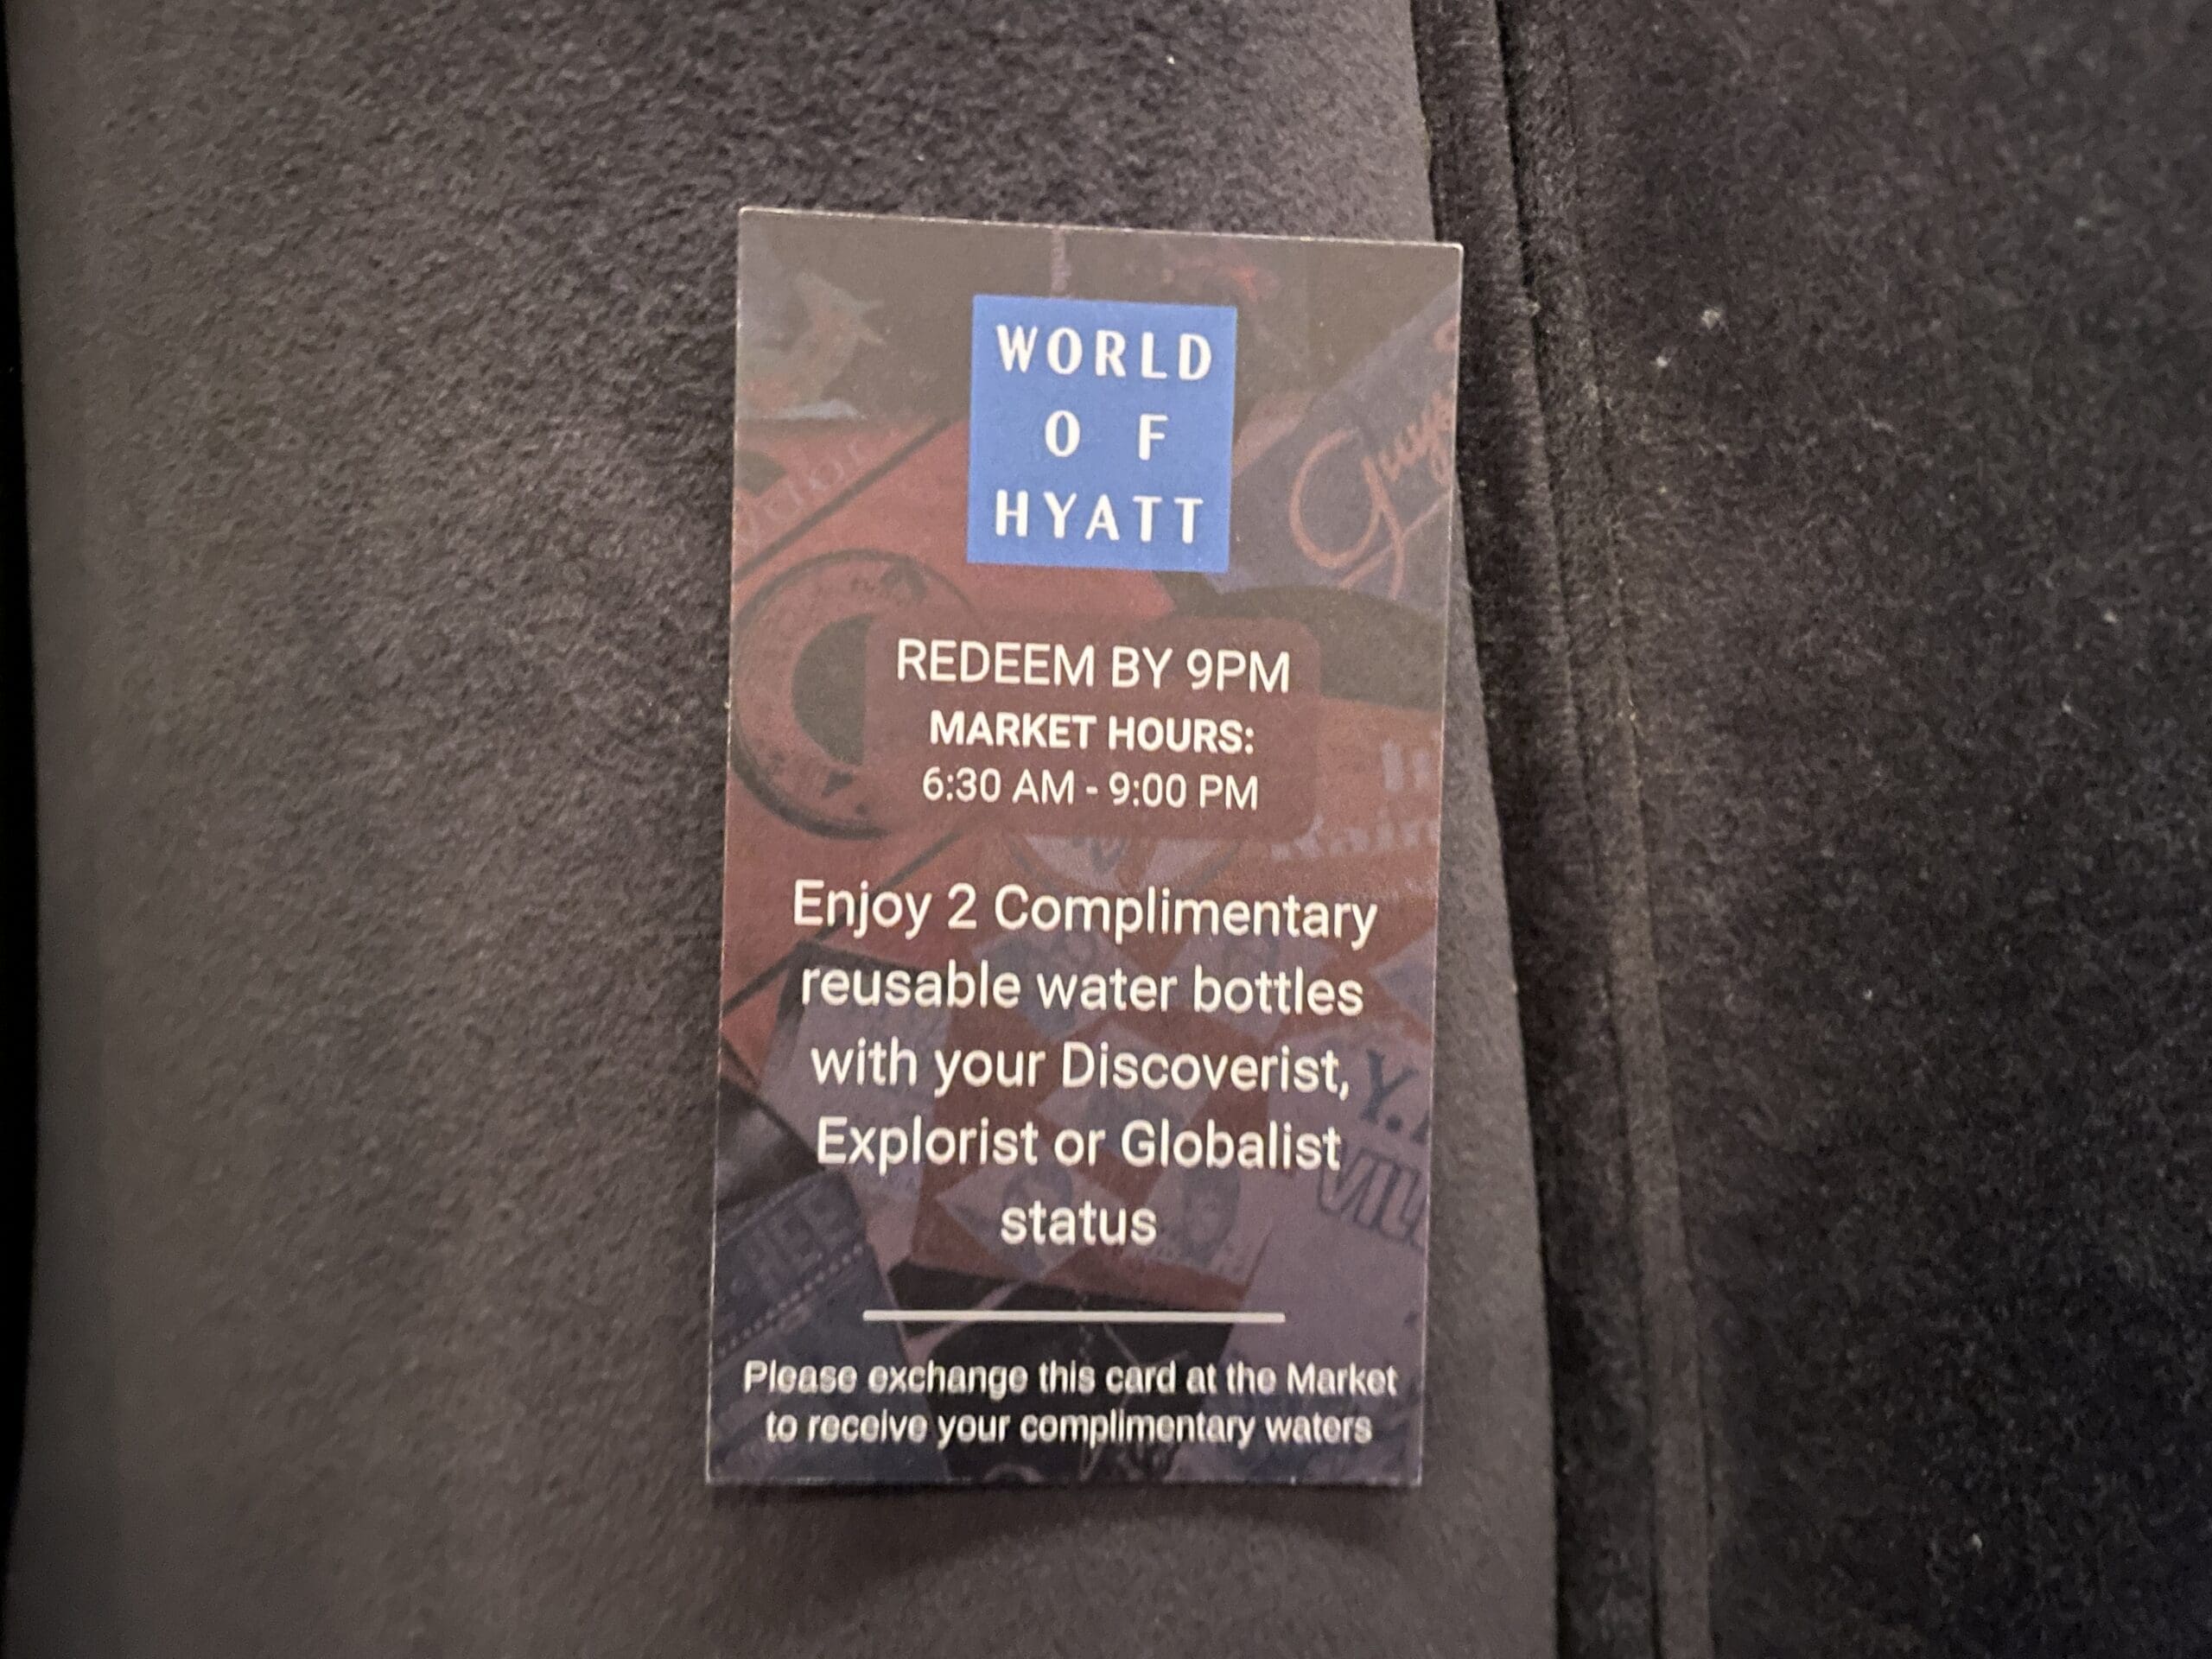 WORLD
OF
HYATT
Guys
REDEEM BY 9PM
MARKET HOURS:
6:30 AM - 9:00 PM
Enjoy 2 Complimentary
reusable water bottles
with your Discoverist,
Explorist or Globalist
status
Please exchange this card at the Market
to receive your complimentary waters